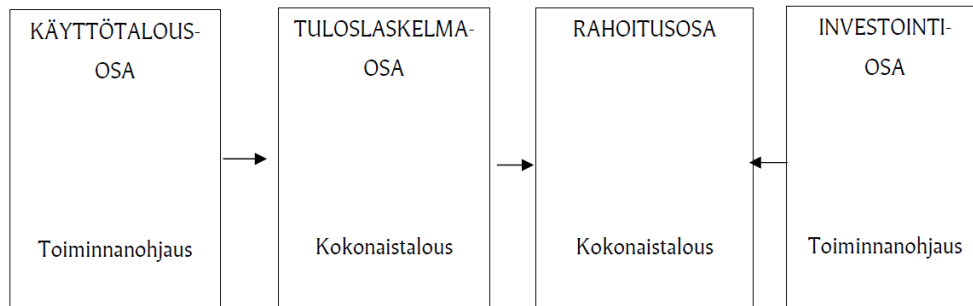 KÄYTTÖTALOUS-
OSA
Toiminnanohjaus
TULOSLASKELMA-
OSA
Kokonaistalous
RAHOITUSOSA
Kokonaistalous
INVESTOINTI-
OSA
Toiminnanohjaus